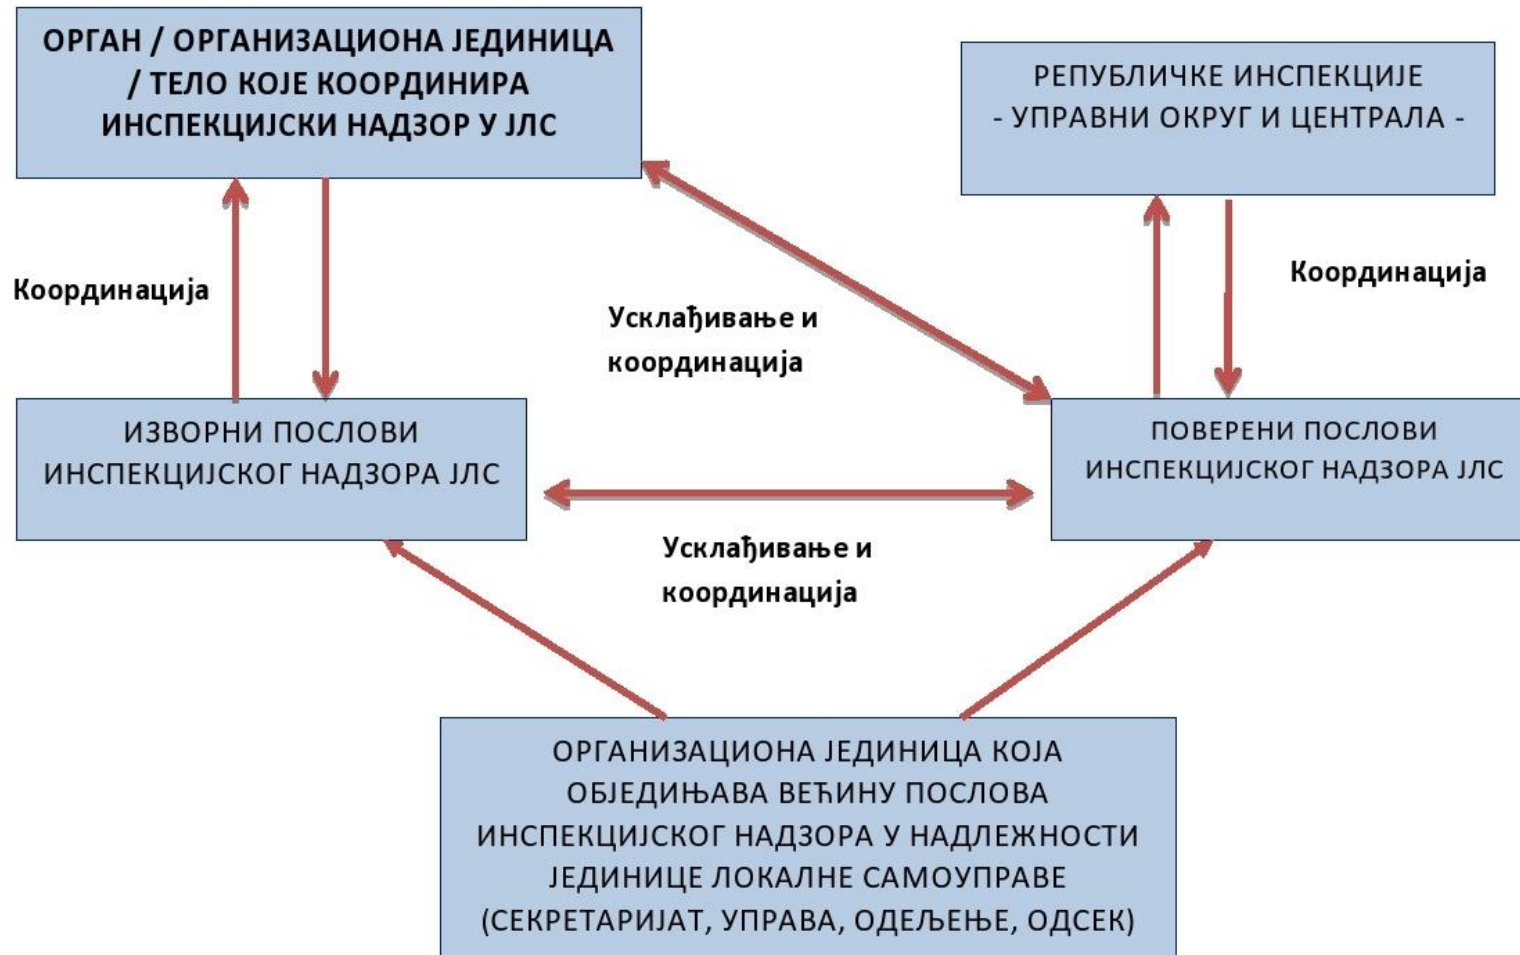 ОРГАН / ОРГАНИЗАЦИОНА ЈЕДИНИЦА
/ ТЕЛО КОЈЕ КООРДИНИРА
ИНСПЕКЦИЈСКИ НАДЗОР У ЈЛС
РЕПУБЛИЧКЕ ИНСПЕКЦИЈЕ
- УПРАВНИ ОКРУГ И ЦЕНТРАЛА -
Координација
Координација
Усклађивање и
координација
ИЗВОРНИ ПОСЛОВИ
ИНСПЕКЦИЈСКОГ НАДЗОРА ЈЛС
ПОВЕРЕНИ ПОСЛОВИ
ИНСПЕКЦИЈСКОГ НАДЗОРА ЈЛС
Усклађивање и
координација
ОРГАНИЗАЦИОНА ЈЕДИНИЦА КОЈА
ОБЈЕДИЊАВА ВЕЋИНУ ПОСЛОВА
ИНСПЕКЦИЈСКОГ НАДЗОРА У НАДЛЕЖНОСТИ
ЈЕДИНИЦЕ ЛОКАЛНЕ САМОУПРАВЕ
(СЕКРЕТАРИЈАТ, УПРАВА, ОДЕЉЕЊЕ, ОДСЕК)